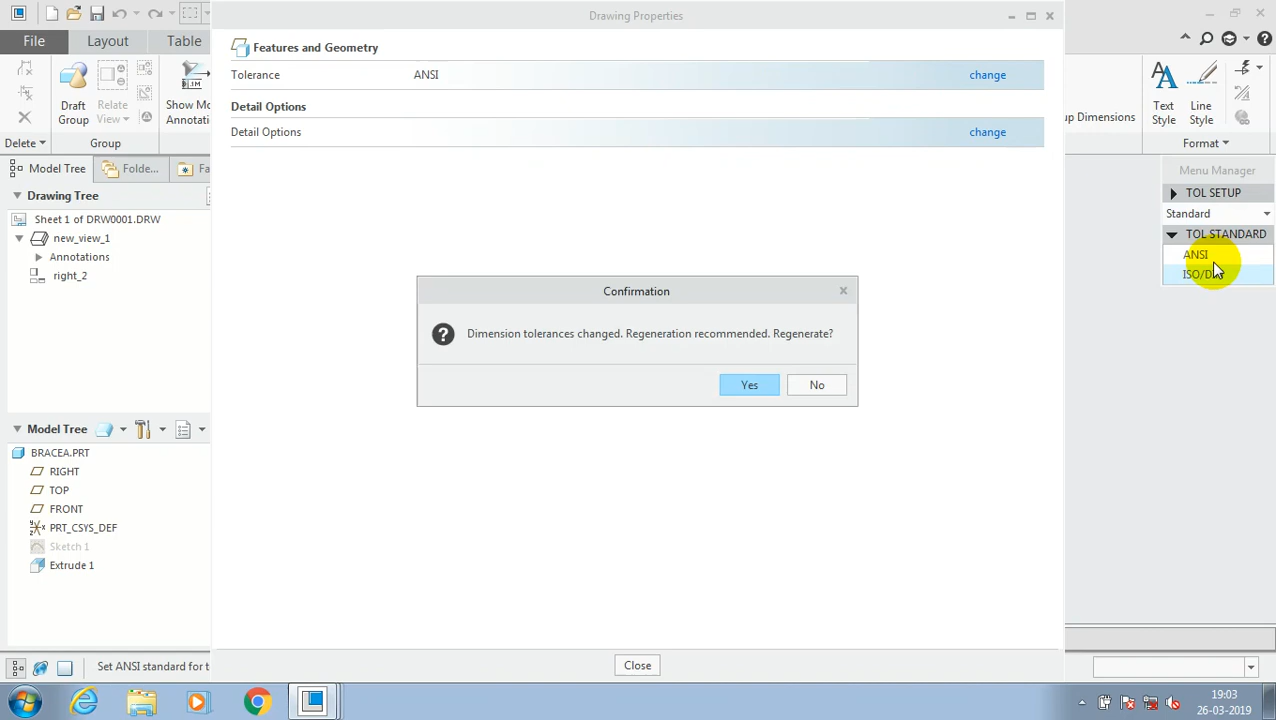 Drawing Properties
File
Layout
Table
Features and Geometry
Tolerance
ANSI
change
Detail Options
Detail Options
change
Draft
Group
Relate
View
Show Mo
Annotati
Delete
Group
p Dimensions
Text
Style
Line
Style
Format
Model Tree
Folde...
Fa
Drawing Tree
Sheet 1 of DRW0001.DRW
new_view_1
Annotations
right_2
Menu Manager
TOL SETUP
Standard
TOL STANDARD
ANSI
ISO/D
Confirmation
Dimension tolerances changed. Regeneration recommended. Regenerate?
Yes
No
Model Tree
BRACEA.PRT
RIGHT
TOP
FRONT
PRT_CSYS_DEF
Sketch 1
Extrude 1
Set ANSI standard for t
Close
19:03
26-03-2019